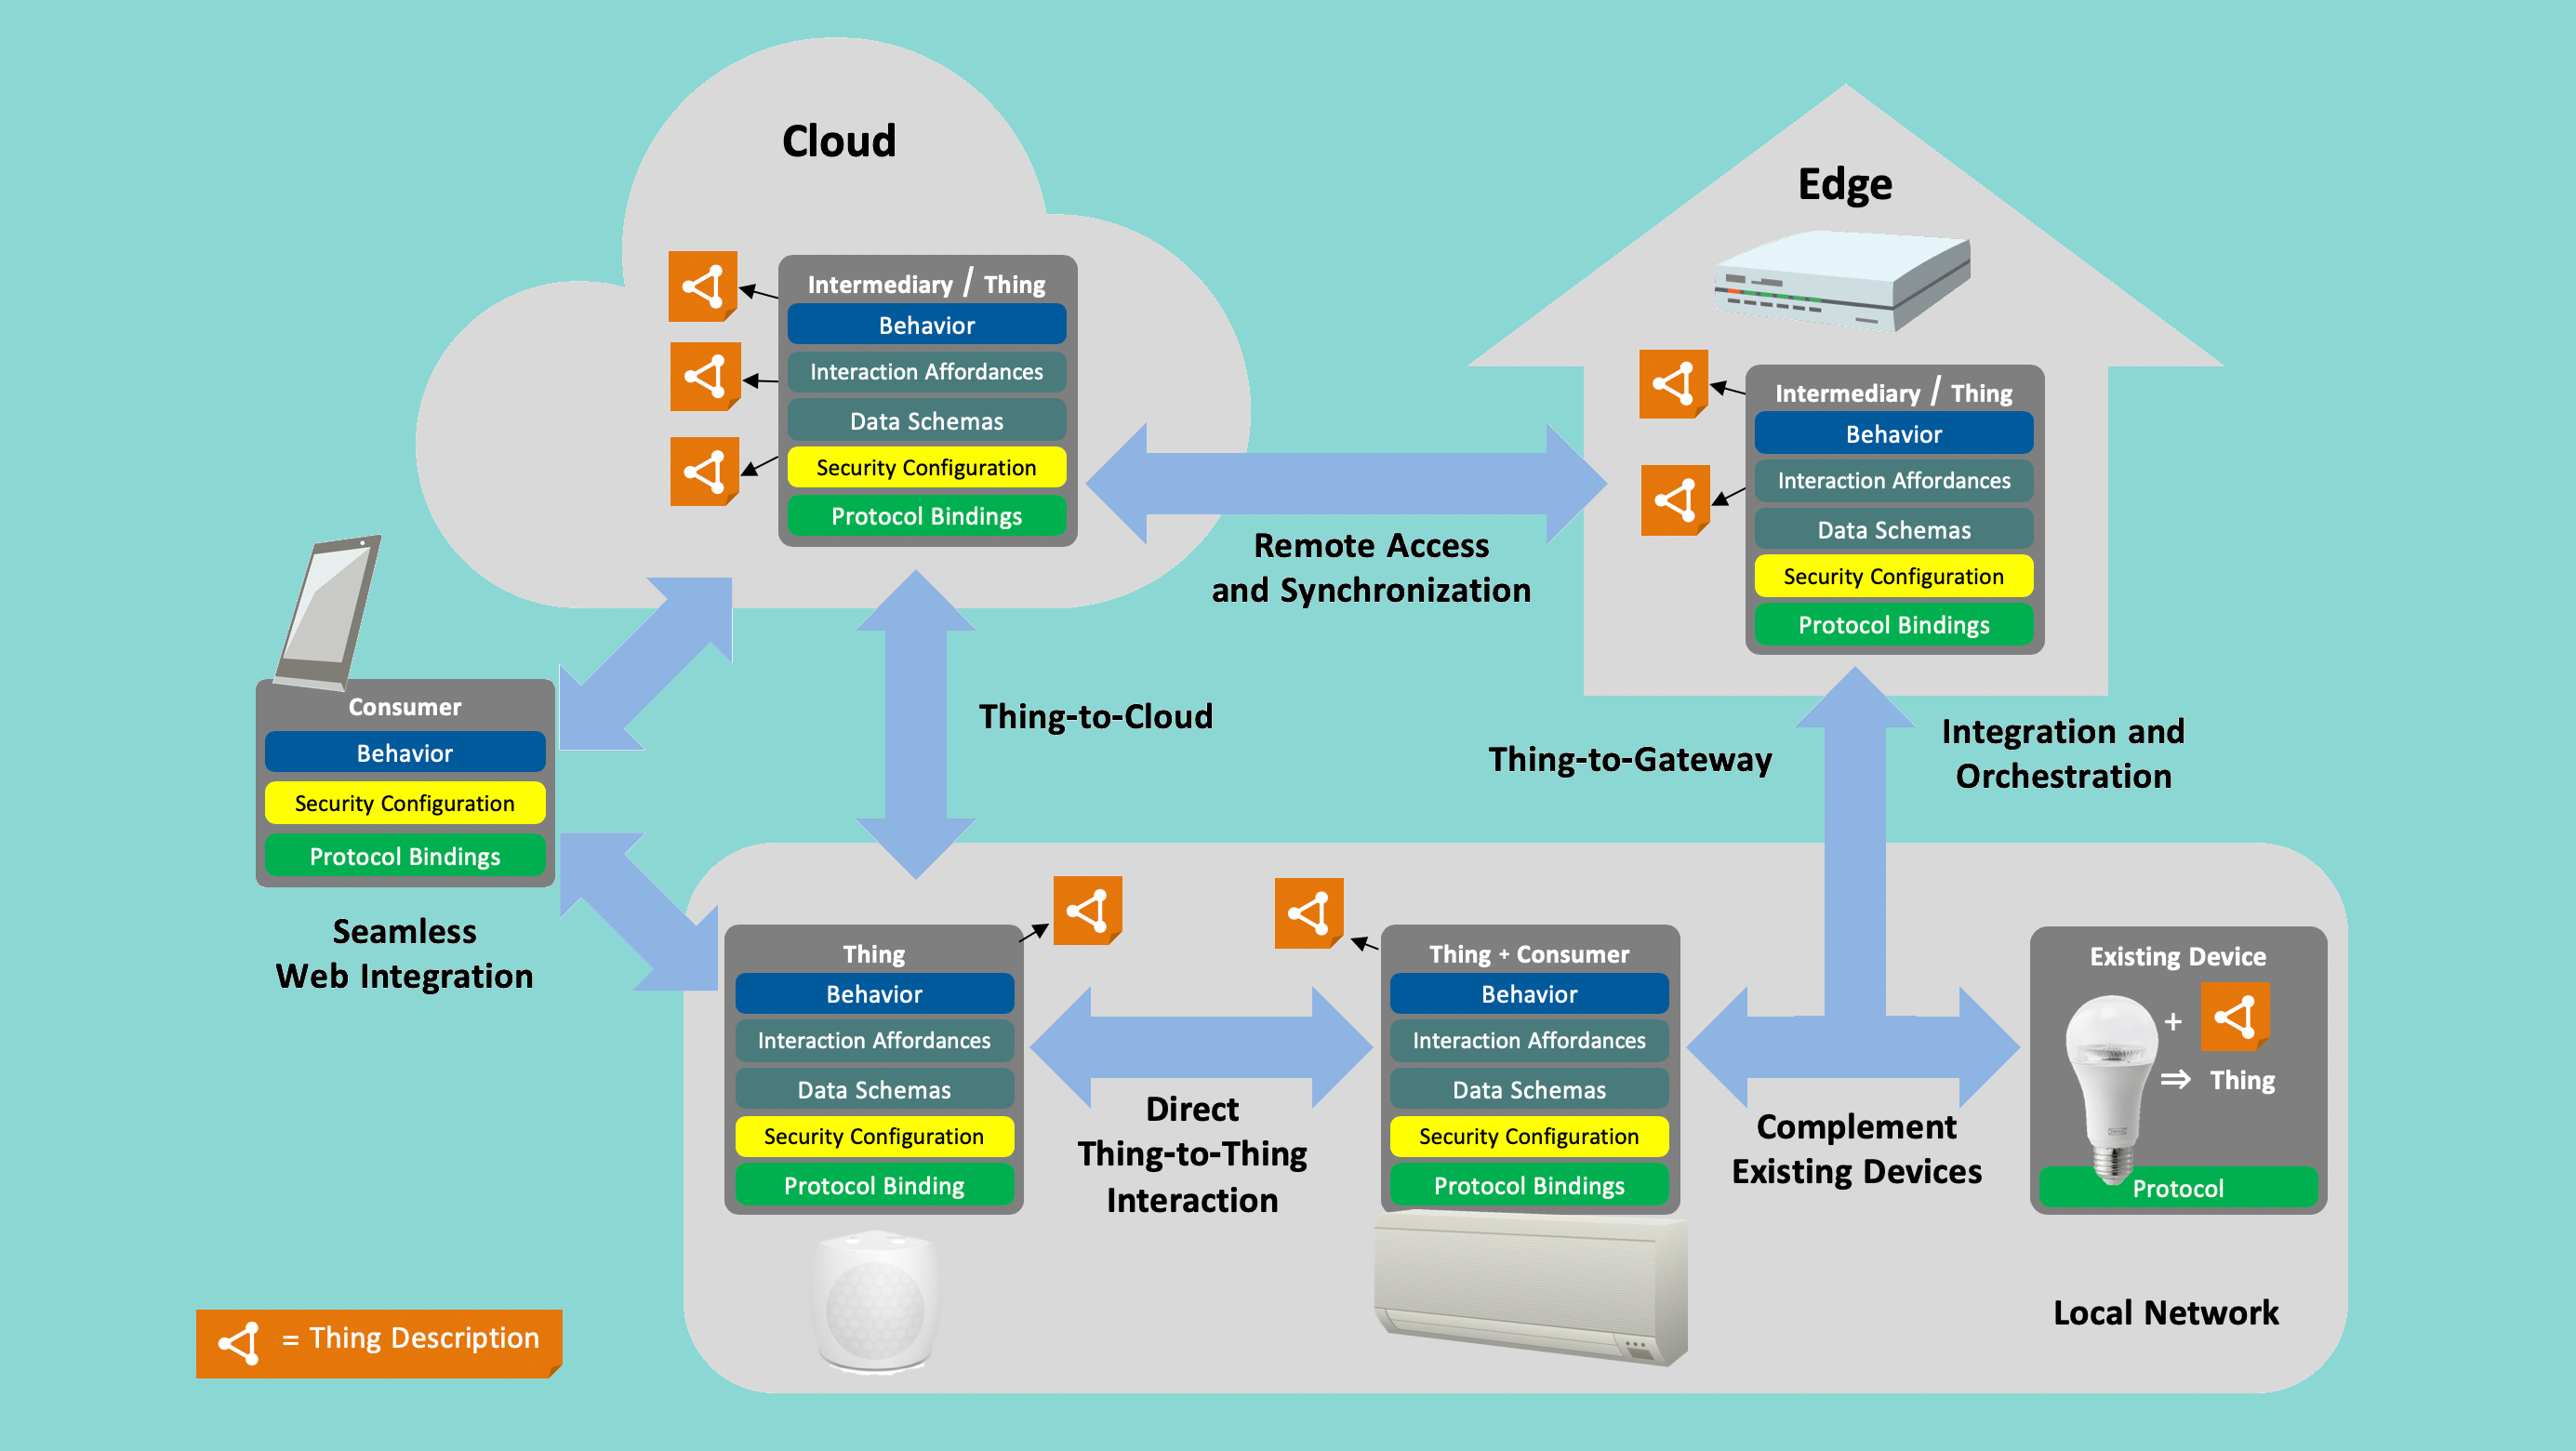 Cloud
Intermediary / Thing
Behavior
Interaction Affordances
Data Schemas
Security Configuration
Protocol Bindings
Edge
Intermediary / Thing
Behavior
Interaction Affordances
Data Schemas
Security Configuration
Protocol Bindings
Remote Access
and Synchronization
Consumer
Behavior
Security Configuration
Protocol Bindings
Seamless
Web Integration
Thing-to-Cloud
Thing-to-Gateway
Integration and
Orchestration
Thing
Behavior
Interaction Affordances
Data Schemas
Security Configuration
Protocol Binding
Direct
Thing-to-Thing
Interaction
Thing + Consumer
Behavior
Interaction Affordances
Data Schemas
Security Configuration
Protocol Bindings
Complement
Existing Devices
Existing Device
+
⇒ Thing
Protocol
Local Network
= Thing Description